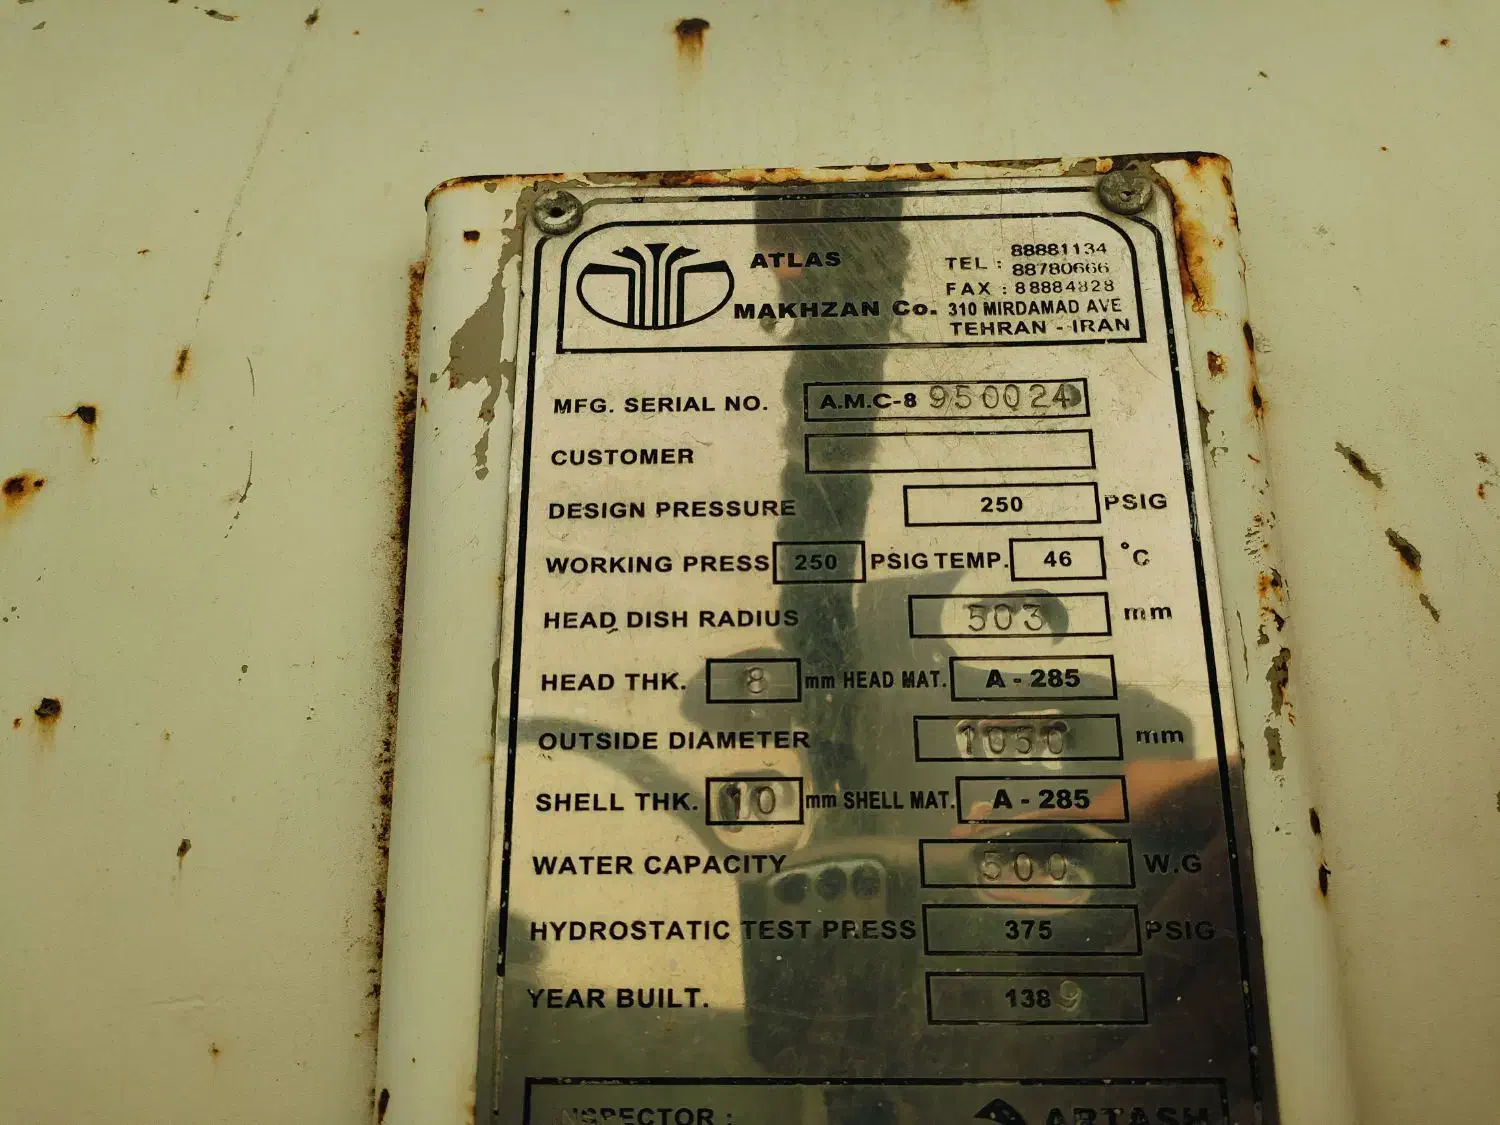 ATLAS
MAKHZAN Co.
TEL : 88881134
88780666
FAX : 88884828
310 MIRDAMAD AVE
TEHRAN - IRAN
MFG. SERIAL NO. A.M.C-8 950024
CUSTOMER
DESIGN PRESSURE 250 PSIG
WORKING PRESS 250 PSIG TEMP. 46 °C
HEAD DISH RADIUS 503 mm
HEAD THK. 8 mm HEAD MAT. A - 285
OUTSIDE DIAMETER 1050 mm
SHELL THK. 10 mm SHELL MAT. A - 285
WATER CAPACITY 500 W.G
HYDROSTATIC TEST PRESS 375 PSIG
YEAR BUILT. 1389
INSPECTOR : ARTASH